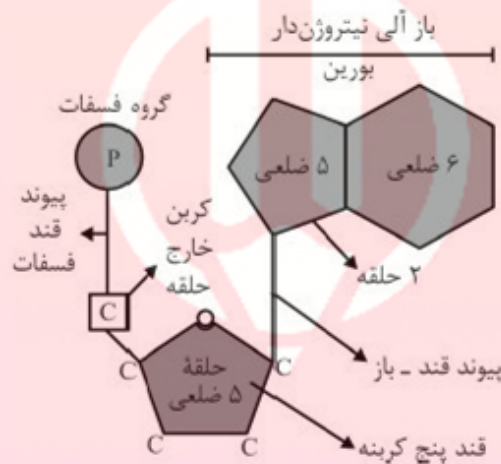 باز آلی نیتروژن‌دار
بورین
گروه فسفات
P
۵ ضلعی
۶ ضلعی
پیوند
قند
فسفات
کربن
خارج
حلقه
۲ حلقه
C
C
C
حلقهٔ
۵ ضلعی
پیوند قند ـ باز
C
C
قند پنج کربنه